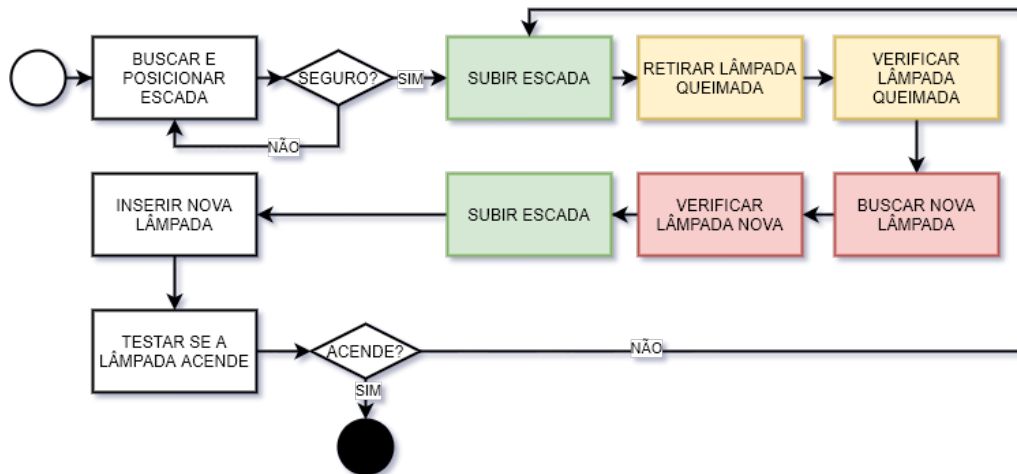 BUSCAR E
POSICIONAR
ESCADA
SEGURO?
SIM
NÃO
SUBIR ESCADA
RETIRAR LÂMPADA
QUEIMADA
VERIFICAR
LÂMPADA
QUEIMADA
BUSCAR NOVA
LÂMPADA
VERIFICAR
LÂMPADA NOVA
SUBIR ESCADA
INSERIR NOVA
LÂMPADA
TESTAR SE A
LÂMPADA ACENDE
ACENDE?
NÃO
SIM